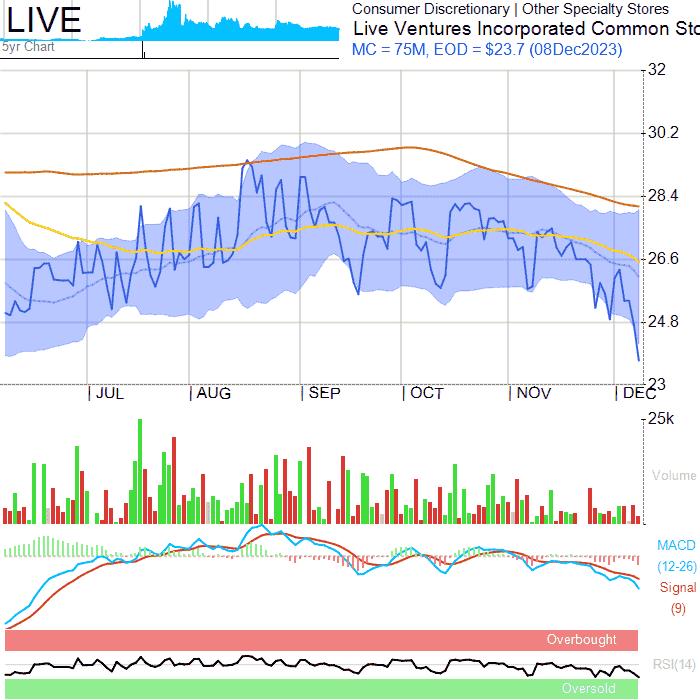 LIVE
5yr Chart
Consumer Discretionary | Other Specialty Stores
Live Ventures Incorporated Common Sto
MC = 75M, EOD = $23.7 (08Dec2023)
32
30.2
28.4
26.6
24.8
23
JUL
AUG
SEP
OCT
NOV
DEC
25k
Volume
MACD
(12-26)
Signal
(9)
Overbought
RSI(14)
Oversold